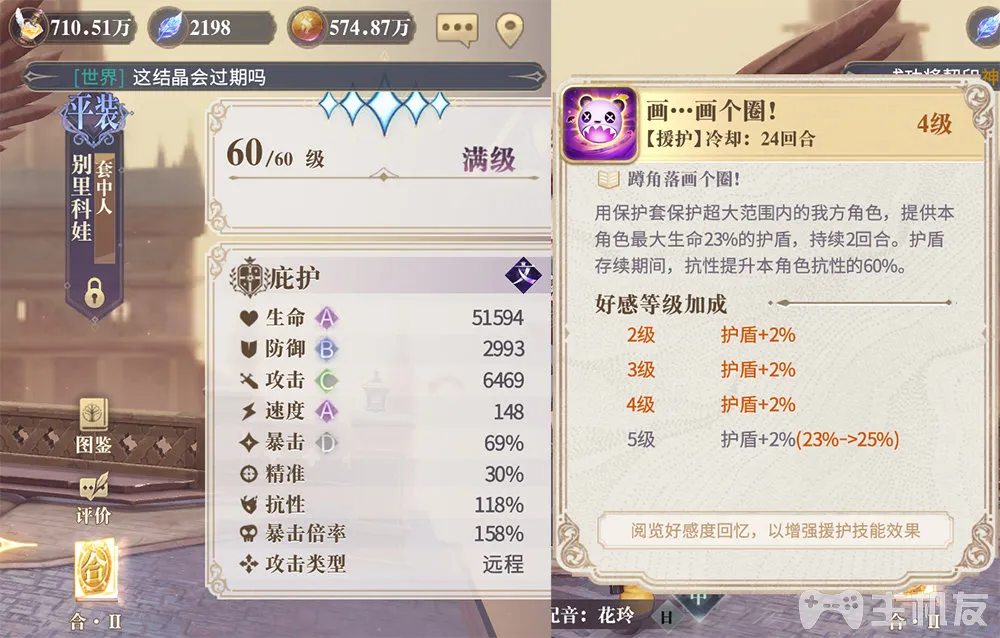 710.51万
2198
574.87万
[世界] 这结晶会过期吗
平装
套中人
别里科娃
60/60 级
满级
庇护
文
生命 A 51594
防御 B 2993
攻击 C 6469
速度 A 148
暴击 D 69%
精准 30%
抗性 118%
暴击倍率 158%
攻击类型 远程
图鉴
评价
合
合·II
画…画个圈!
4级
【援护】冷却：24回合
蹲角落画个圈!
用保护套保护超大范围内的我方角色，提供本
角色最大生命23%的护盾，持续2回合。护盾
存续期间，抗性提升本角色抗性的60%。
好感等级加成
2级 护盾+2%
3级 护盾+2%
4级 护盾+2%
5级 护盾+2%(23%->25%)
阅览好感度回忆，以增强援护技能效果
配音：花玲
日
中
合·II
主机友